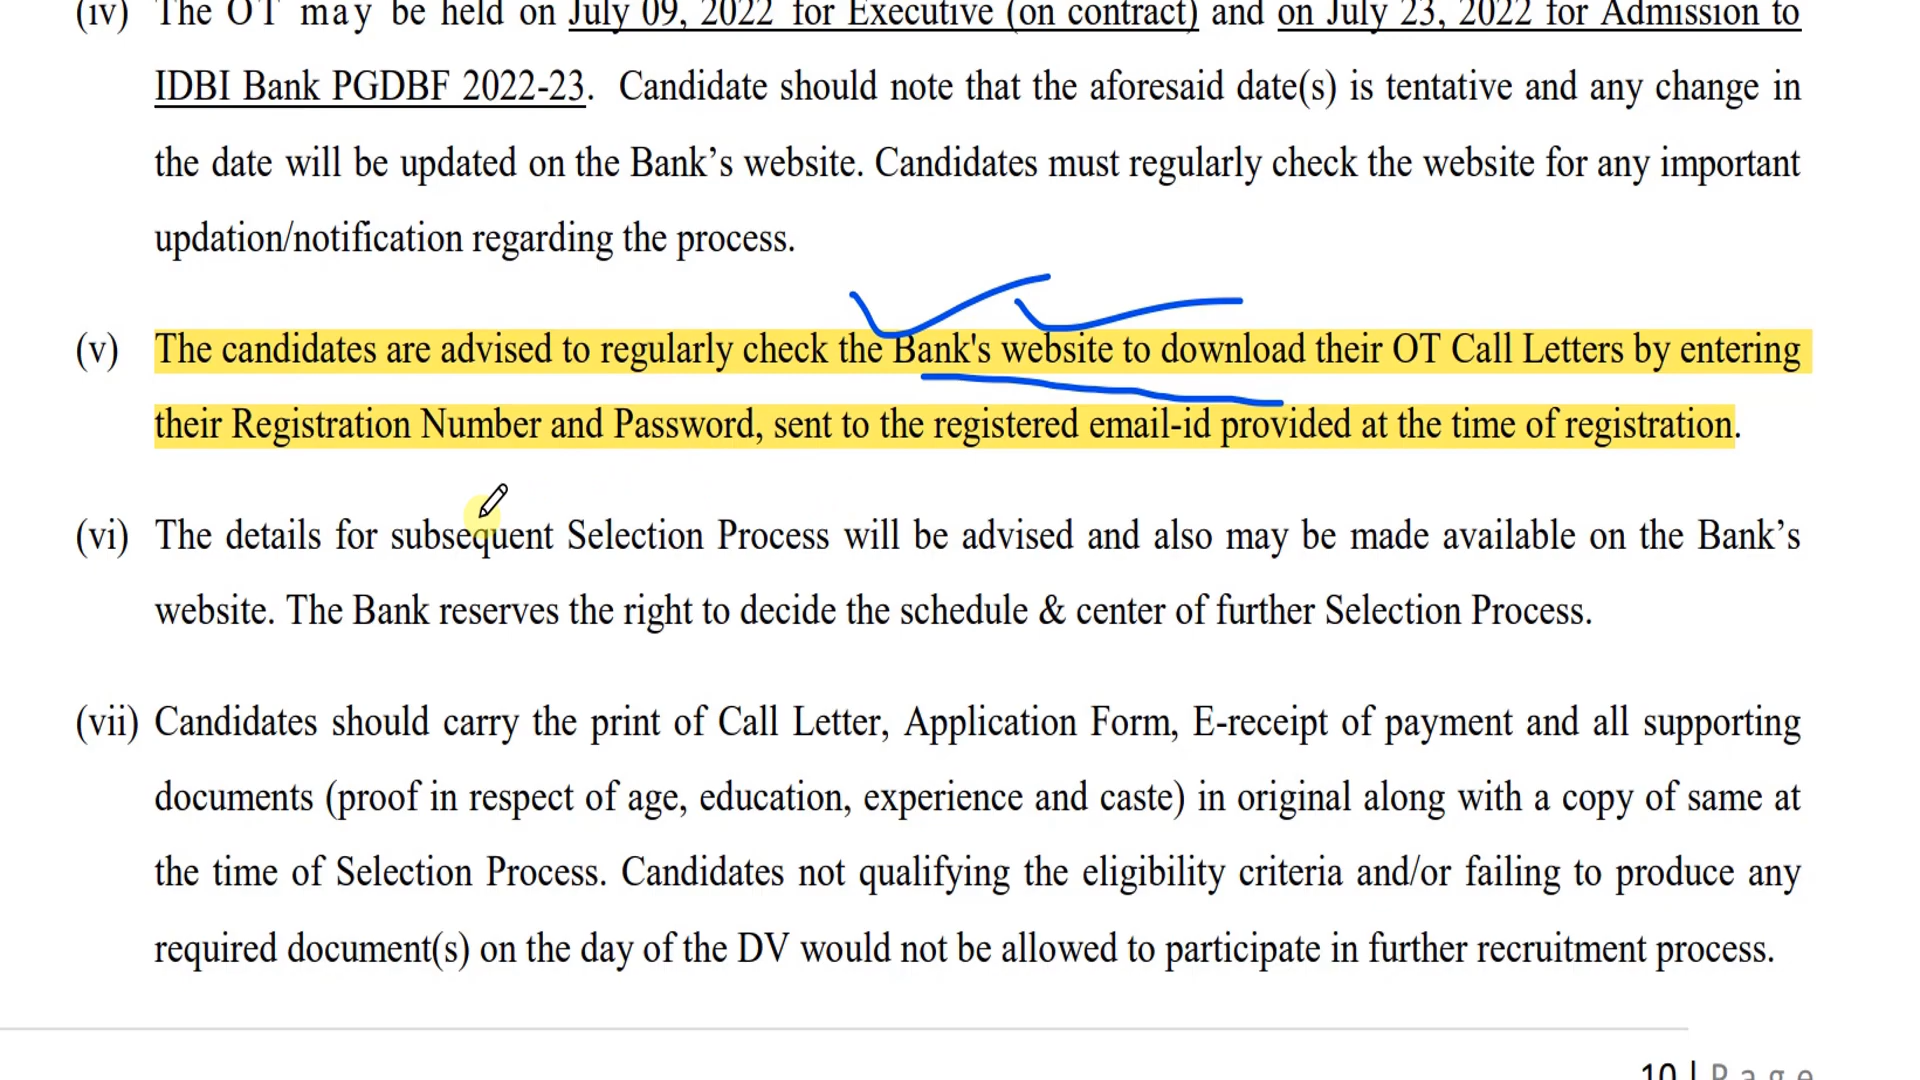 (iv) The OT may be held on July 09, 2022 for Executive (on contract) and on July 23, 2022 for Admission to
IDBI Bank PGDBF 2022-23. Candidate should note that the aforesaid date(s) is tentative and any change in
the date will be updated on the Bank’s website. Candidates must regularly check the website for any important
updation/notification regarding the process.
(v) The candidates are advised to regularly check the Bank's website to download their OT Call Letters by entering
their Registration Number and Password, sent to the registered email-id provided at the time of registration.
(vi) The details for subsequent Selection Process will be advised and also may be made available on the Bank’s
website. The Bank reserves the right to decide the schedule & center of further Selection Process.
(vii) Candidates should carry the print of Call Letter, Application Form, E-receipt of payment and all supporting
documents (proof in respect of age, education, experience and caste) in original along with a copy of same at
the time of Selection Process. Candidates not qualifying the eligibility criteria and/or failing to produce any
required document(s) on the day of the DV would not be allowed to participate in further recruitment process.
10 | Page